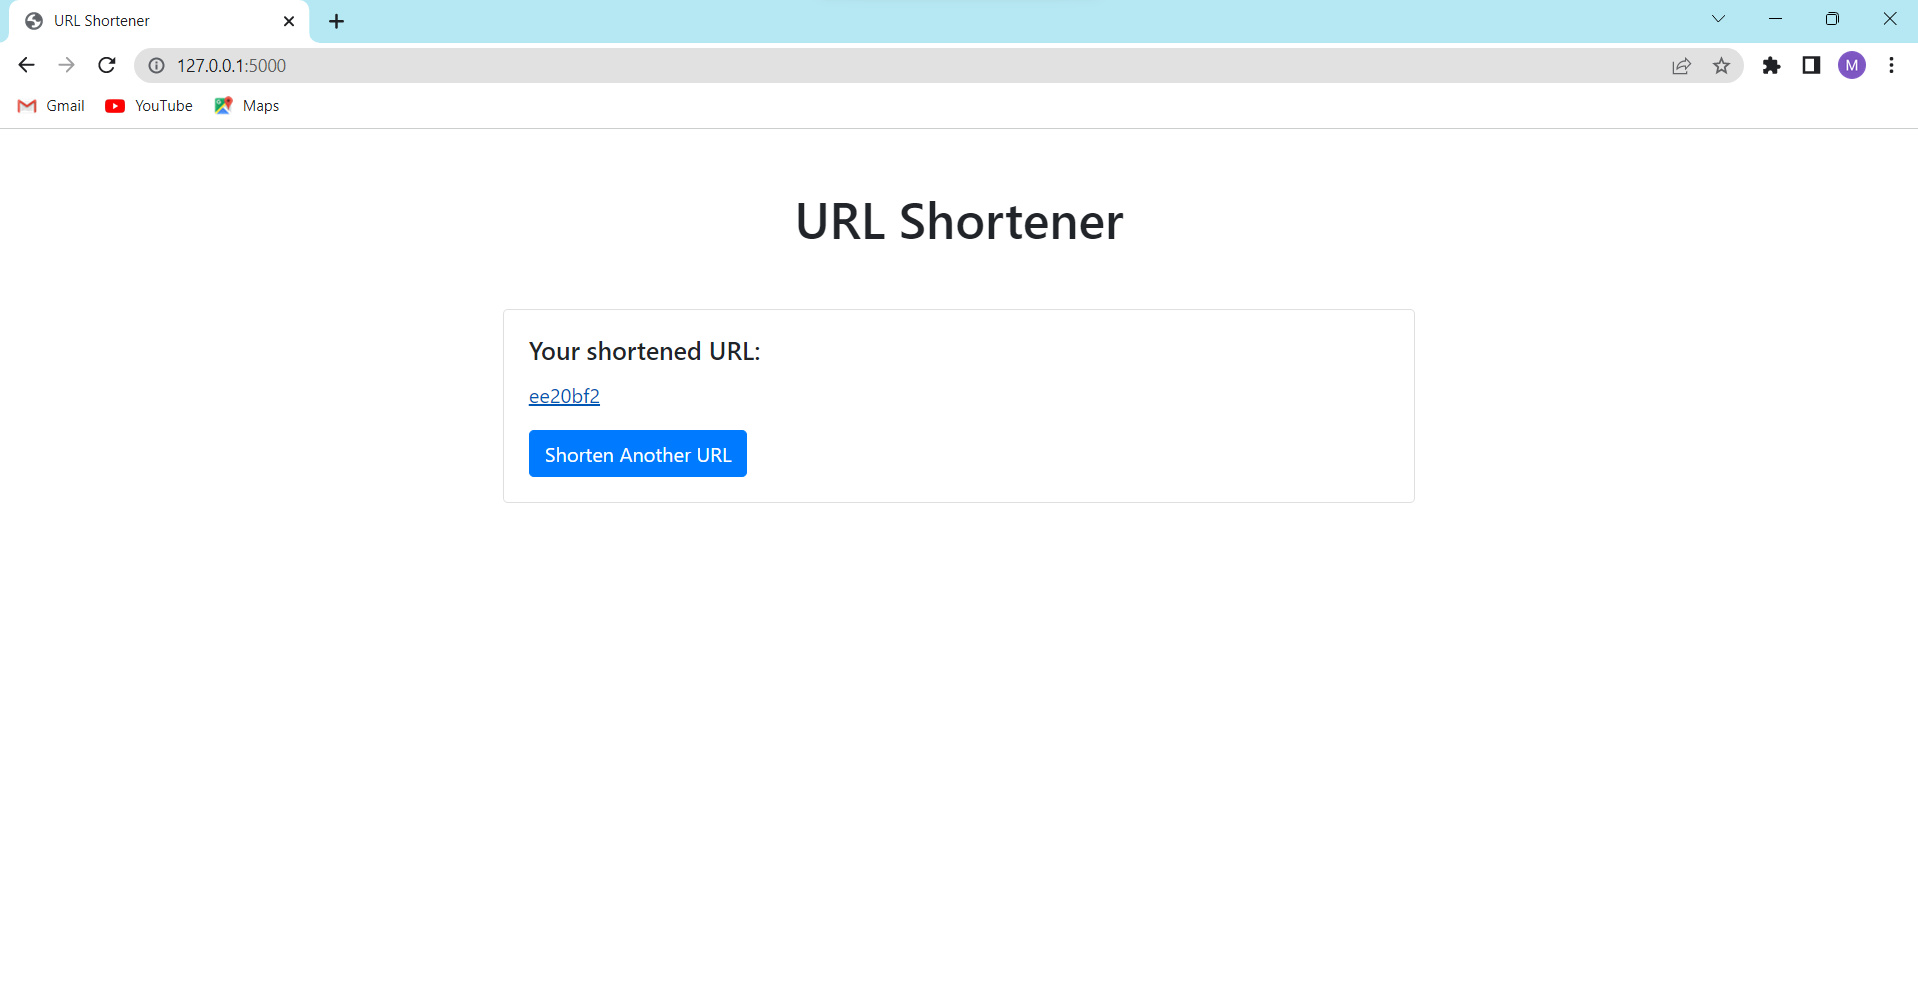 URL Shortener
127.0.0.1:5000
M
Gmail YouTube Maps
URL Shortener
Your shortened URL:
ee20bf2
Shorten Another URL